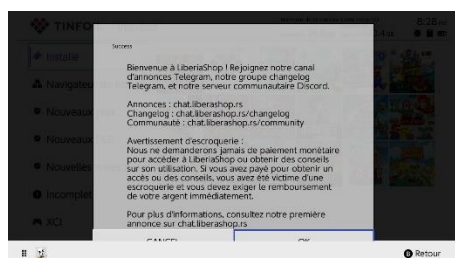 TINFO
8:28
Installé
Success
Bienvenue à LiberiaShop ! Rejoignez notre canal
d'annonces Telegram, notre groupe changelog
Telegram, et notre serveur communautaire Discord.
Annonces : chat.liberashop.rs
Changelog : chat.liberashop.rs/changelog
Communauté : chat.liberashop.rs/community
Avertissement d'escroquerie :
Nous ne demanderons jamais de paiement monétaire
pour accéder à LiberiaShop ou obtenir des conseils
sur son utilisation. Si vous avez payé pour obtenir un
accès ou des conseils, vous avez été victime d'une
escroquerie et vous devez exiger le remboursement
de votre argent immédiatement.
Pour plus d'informations, consultez notre première
annonce sur chat.liberashop.rs
Navigateu
Nouveaux
Nouveaux
Nouvelles
Incomplet
XCI
CANCEL
OK
Retour